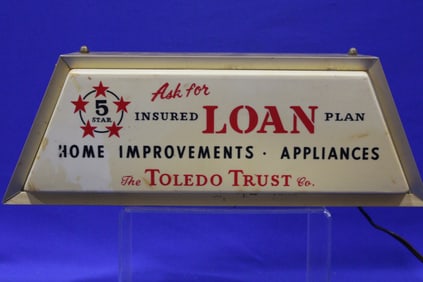 Ask for
5
STAR
INSURED LOAN PLAN
HOME IMPROVEMENTS · APPLIANCES
The TOLEDO TRUST Co.